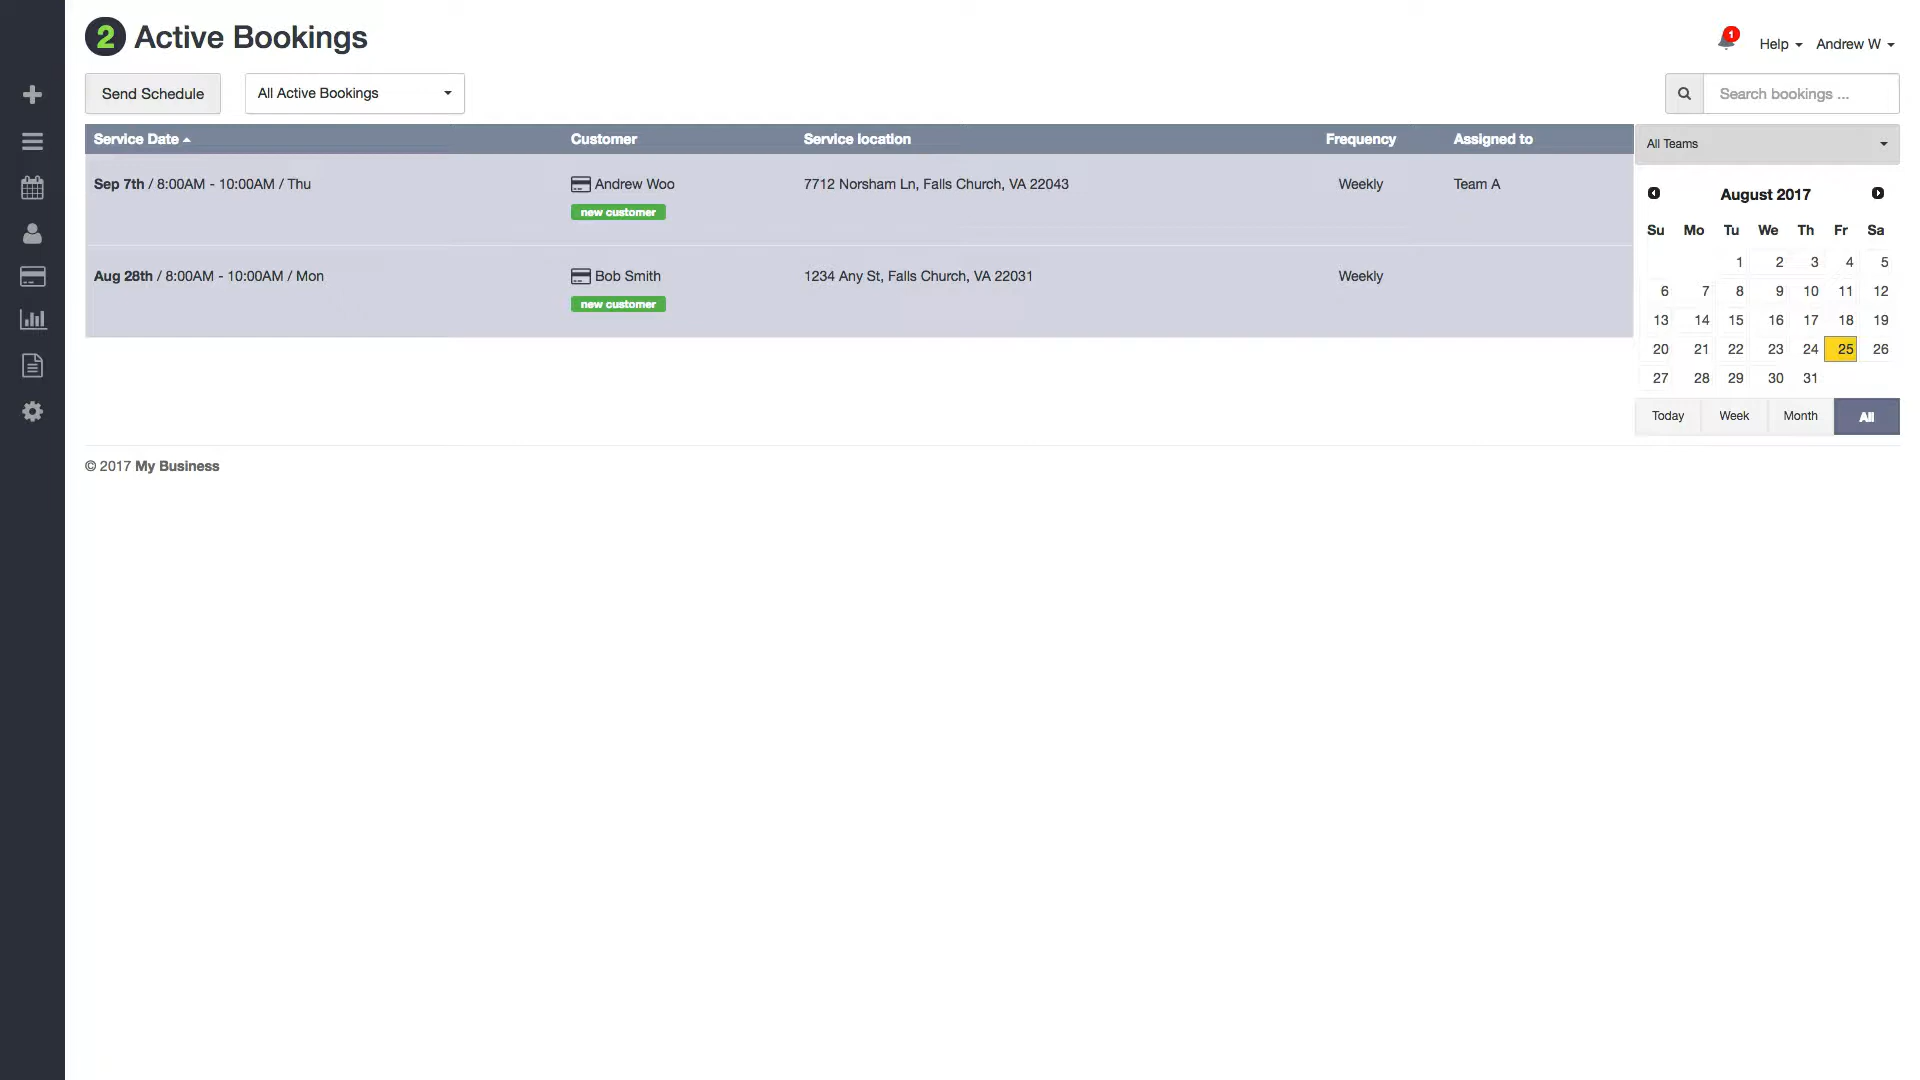 2 Active Bookings
1
Help
Andrew W
Send Schedule
All Active Bookings
Search bookings ...
Service Date Customer Service location Frequency Assigned to
Sep 7th / 8:00AM - 10:00AM / Thu Andrew Woo 7712 Norsham Ln, Falls Church, VA 22043 Weekly Team A
new customer
Aug 28th / 8:00AM - 10:00AM / Mon Bob Smith 1234 Any St, Falls Church, VA 22031 Weekly
new customer
All Teams
August 2017
Su Mo Tu We Th Fr Sa
1 2 3 4 5
6 7 8 9 10 11 12
13 14 15 16 17 18 19
20 21 22 23 24 25 26
27 28 29 30 31
Today Week Month All
© 2017 My Business